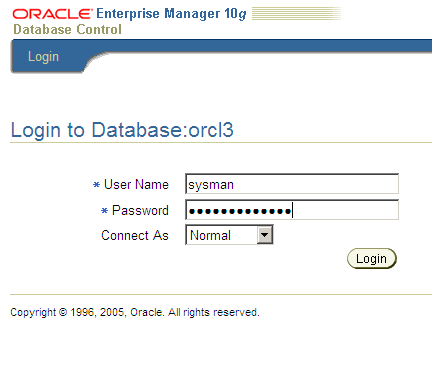 ORACLE Enterprise Manager 10g
Database Control
Login
Login to Database:orcl3
* User Name sysman
* Password •••••••••••••
Connect As Normal
Login
Copyright © 1996, 2005, Oracle. All rights reserved.